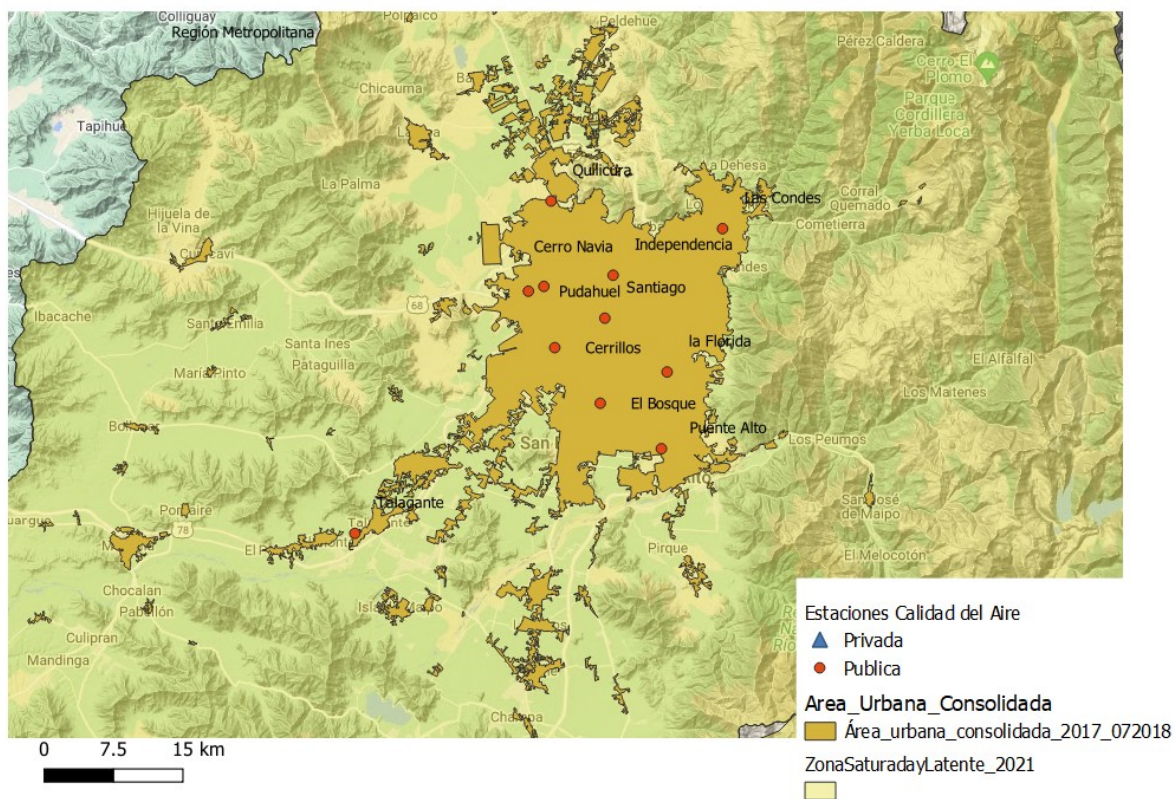 Colliguay
Polpaico
Peldehue
Región Metropolitana
Pérez Caldera
Cerro El
Plomo
Chicauma
Parque
Cordillera
Yerba Loca
Tapihue
La Dehesa
Quilicura
La Palma
Las Condes
Corral
Quemado
Hijuela de
la Vina
Cometierra
Cerro Navia
Independencia
Curacaví
Pudahuel
Santiago
68
Ibacache
Santa Emilia
Santa Ines
Pataguilla
la Florida
Cerrillos
El Alfalfal
María Pinto
Los Maitenes
El Bosque
Puente Alto
Los Peumos
Talagante
San José
de Maipo
Pomaire
78
Pirque
El Melocotón
Chocalan
Pabellón
Culipran
Mandinga
Estaciones Calidad del Aire
Privada
Publica
Area_Urbana_Consolidada
Área_urbana_consolidada_2017_072018
ZonaSaturadayLatente_2021
0 7.5 15 km